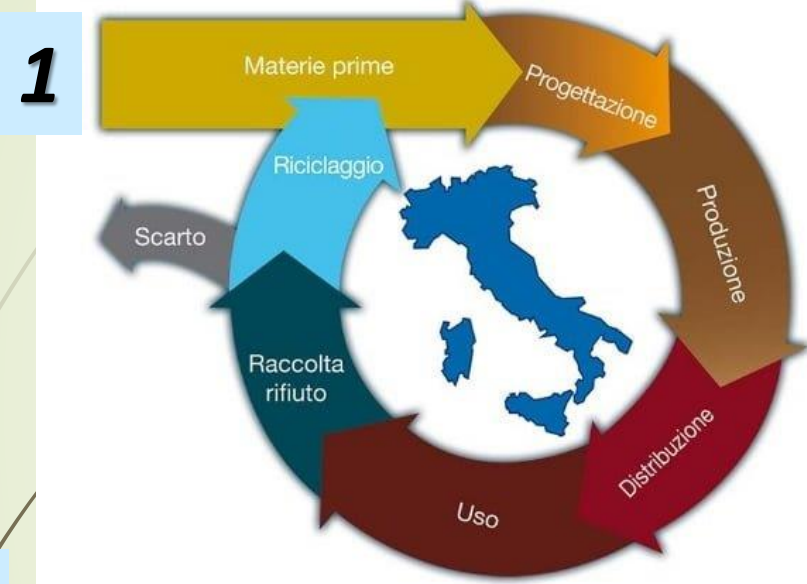 1
Materie prime
Progettazione
Produzione
Distribuzione
Uso
Raccolta
rifiuto
Riciclaggio
Scarto